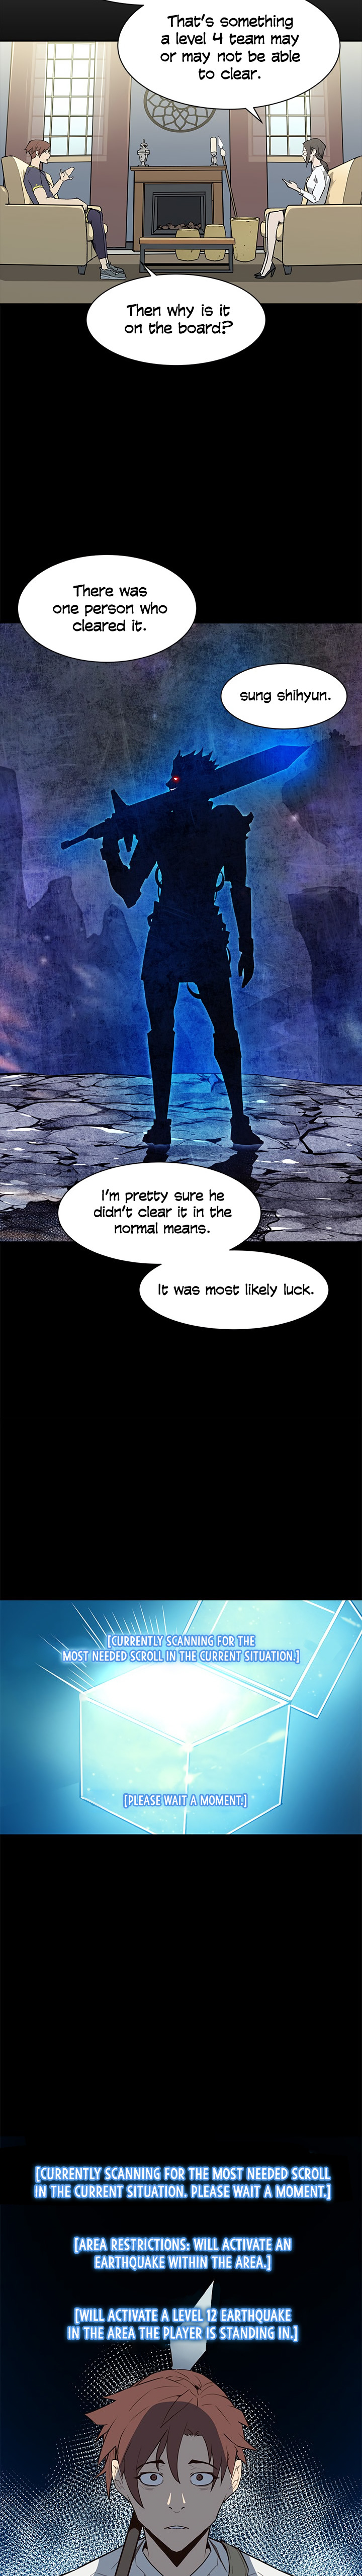 That's something
a level 4 team may
or may not be able
to clear.
Then why is it
on the board?
There was
one person who
cleared it.
sung shihyun.
I'm pretty sure he
didn't clear it in the
normal means.
It was most likely luck.
[CURRENTLY SCANNING FOR THE
MOST NEEDED SCROLL IN THE CURRENT SITUATION.]
[PLEASE WAIT A MOMENT.]
[CURRENTLY SCANNING FOR THE MOST NEEDED SCROLL
IN THE CURRENT SITUATION. PLEASE WAIT A MOMENT.]
[AREA RESTRICTIONS: WILL ACTIVATE AN
EARTHQUAKE WITHIN THE AREA.]
[WILL ACTIVATE A LEVEL 12 EARTHQUAKE
IN THE AREA THE PLAYER IS STANDING IN.]